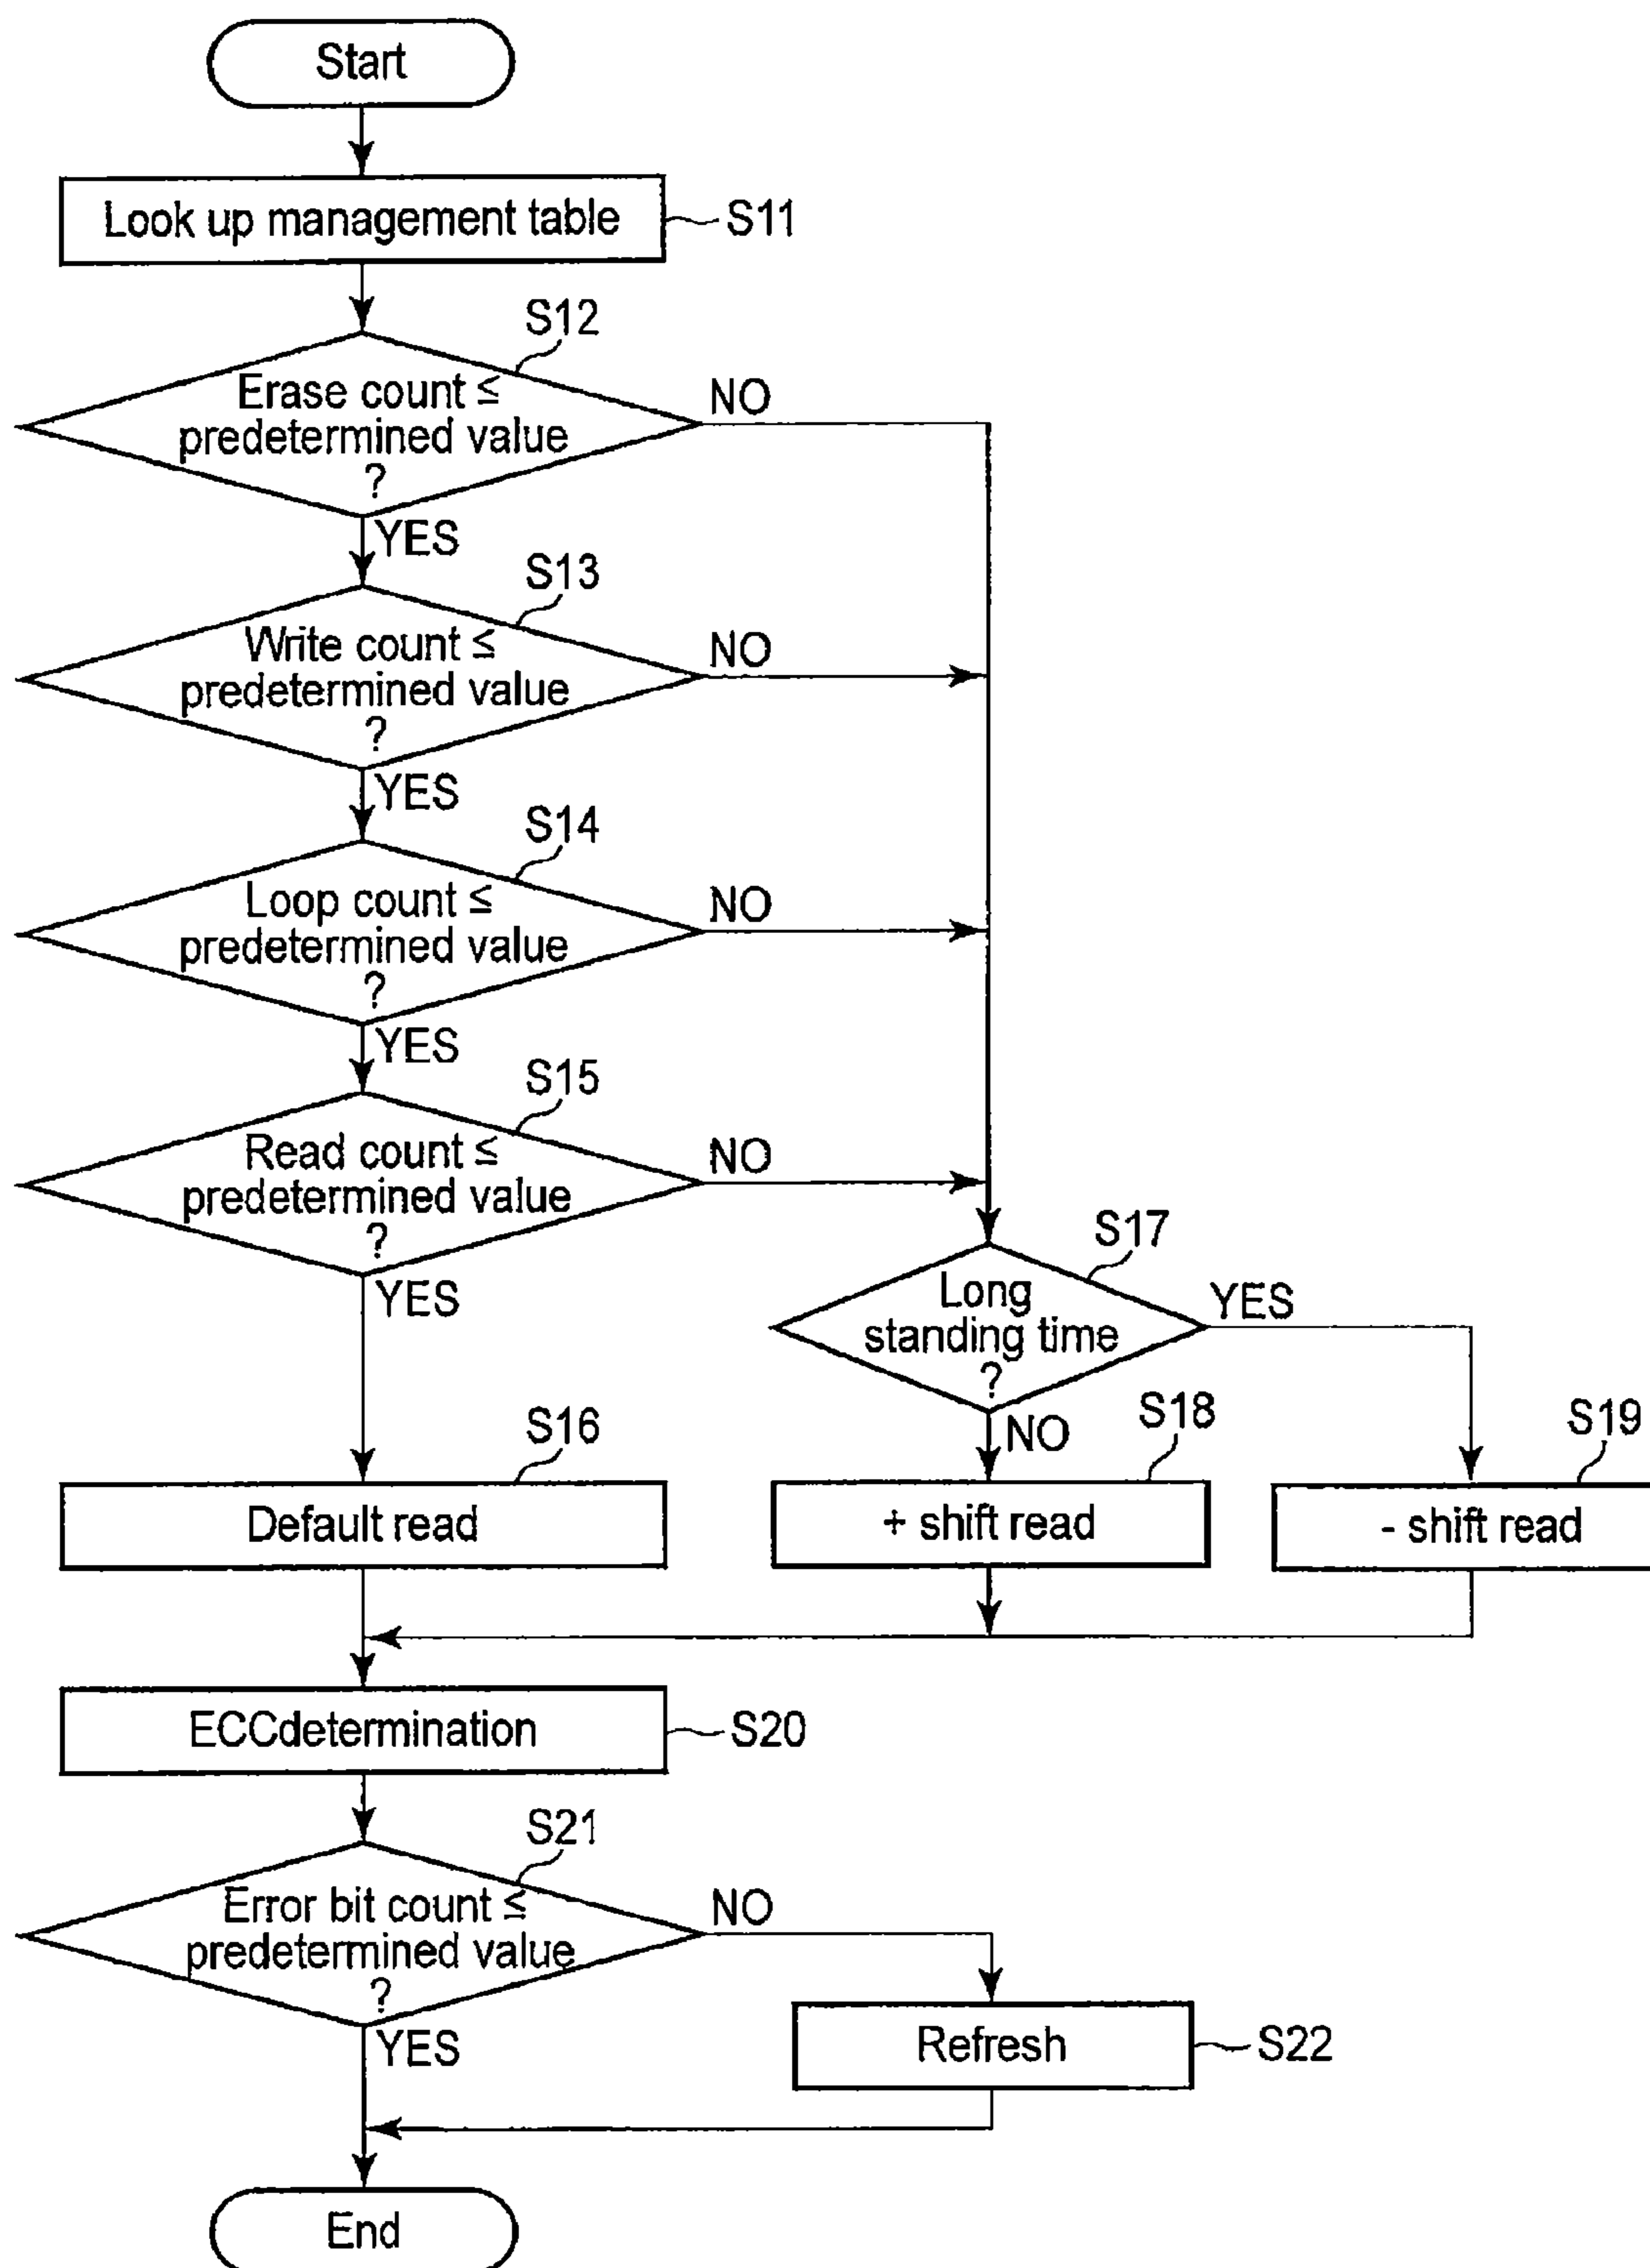 Start
Look up management table
S11
S12
Erase count ≤
predetermined value
?
NO
YES
S13
Write count ≤
predetermined value
?
NO
YES
S14
Loop count ≤
predetermined value
?
NO
YES
S15
Read count ≤
predetermined value
?
NO
YES
S17
Long
standing time
?
YES
NO
S16
Default read
S18
+ shift read
S19
- shift read
ECCdetermination
S20
S21
Error bit count ≤
predetermined value
?
NO
YES
Refresh
S22
End